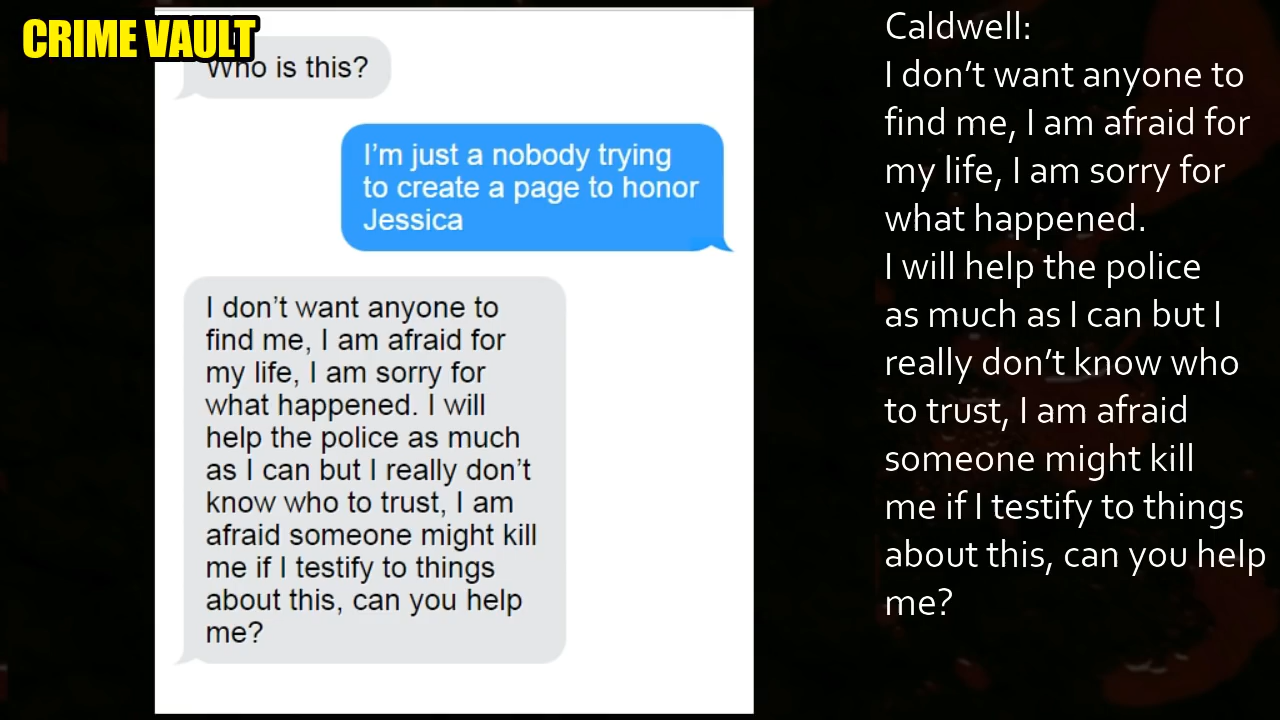 CRIME VAULT
Who is this?
I'm just a nobody trying
to create a page to honor
Jessica
I don't want anyone to
find me, I am afraid for
my life, I am sorry for
what happened. I will
help the police as much
as I can but I really don't
know who to trust, I am
afraid someone might kill
me if I testify to things
about this, can you help
me?
Caldwell:
I don't want anyone to
find me, I am afraid for
my life, I am sorry for
what happened.
I will help the police
as much as I can but I
really don't know who
to trust, I am afraid
someone might kill
me if I testify to things
about this, can you help
me?